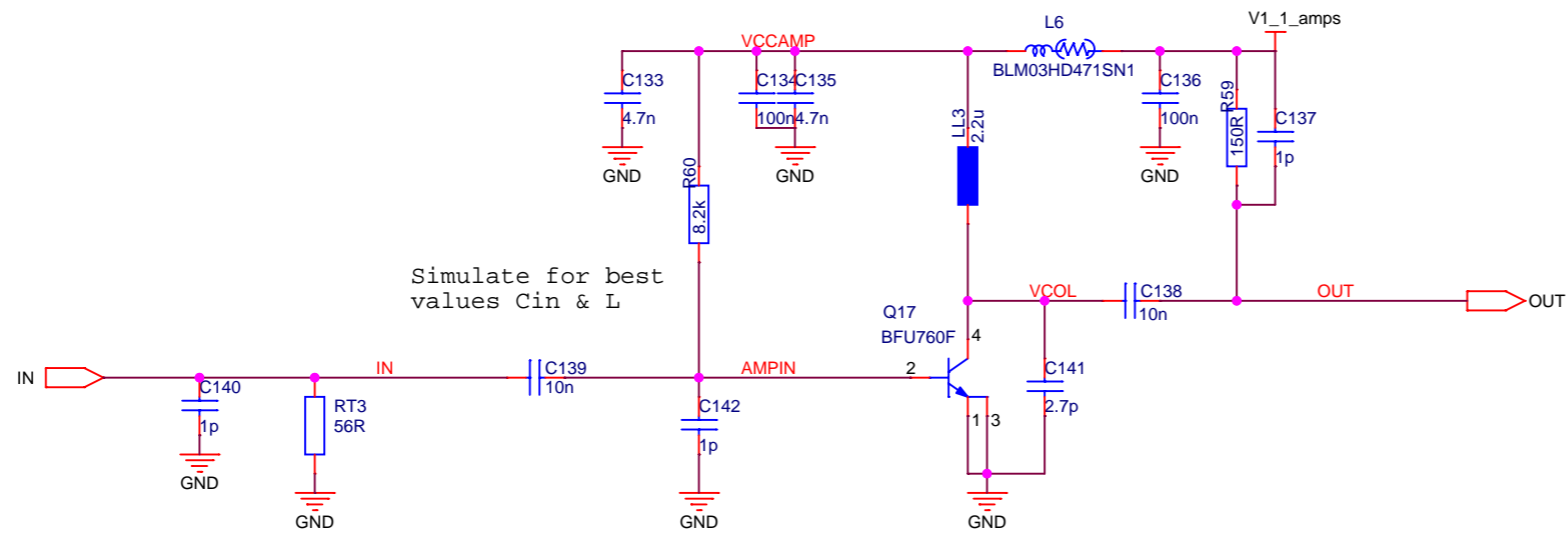 V1_1_amps
L6
VCCAMP
BLM03HD471SN1
C133
4.7n
C134
100n
C135
4.7n
LL3
2.2u
C136
100n
R59
150R
C137
1p
GND
GND
GND
R60
8.2k
Simulate for best
values Cin & L
VCOL
C138
10n
OUT
OUT
Q17
BFU760F
4
IN
IN
C139
10n
AMPIN
2
C141
2.7p
C140
1p
RT3
56R
C142
1p
1
3
GND
GND
GND
GND